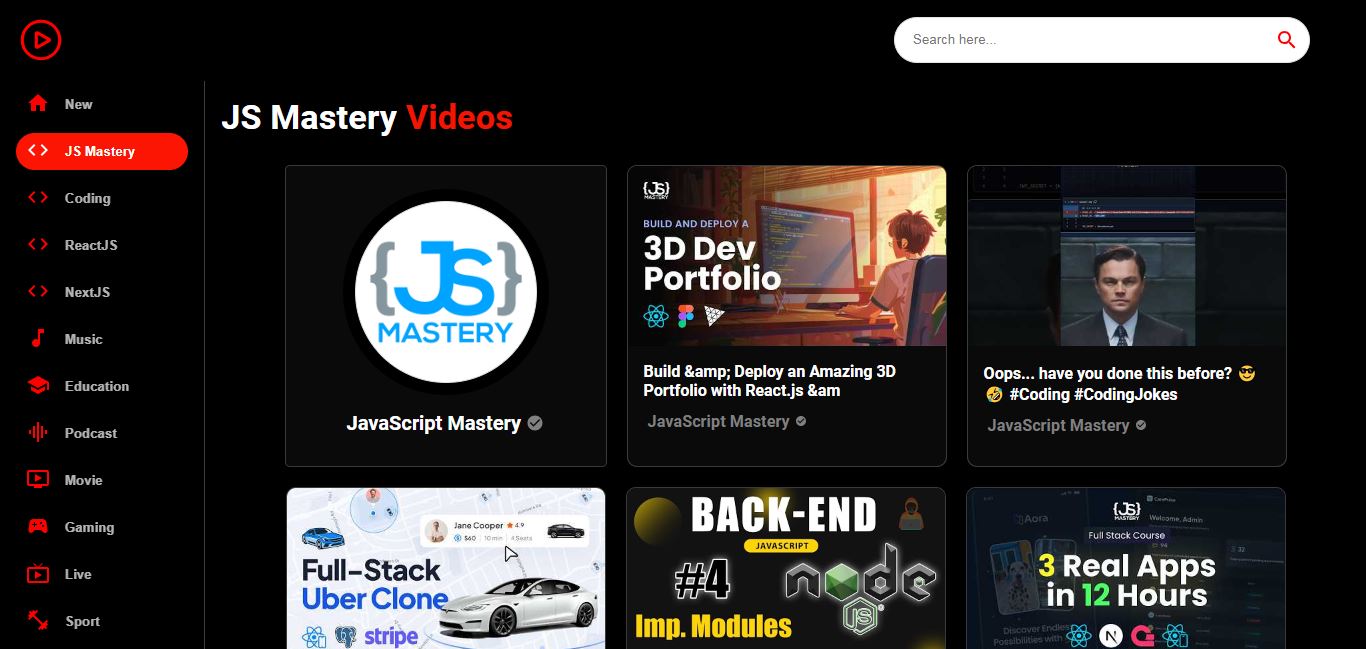 Search here...
New
JS Mastery
Coding
ReactJS
NextJS
Music
Education
Podcast
Movie
Gaming
Live
Sport
JS Mastery Videos
{JS}
MASTERY
JavaScript Mastery
{JS}
MASTERY
BUILD AND DEPLOY A
3D Dev
Portfolio
Build &amp; Deploy an Amazing 3D
Portfolio with React.js &am
JavaScript Mastery
Oops... have you done this before? 😎
🤣 #Coding #CodingJokes
JavaScript Mastery
Jane Cooper ★ 4.9
$60 10 min 4 Seats
Full-Stack
Uber Clone
stripe
BACK-END
JAVASCRIPT
#4
node
JS
Imp. Modules
CarePulse
{JS}
MASTERY
Aora
Welcome, Admin
Full Stack Course
94
32
3 Real Apps
in 12 Hours
Discover Endless
Possibilities with
N